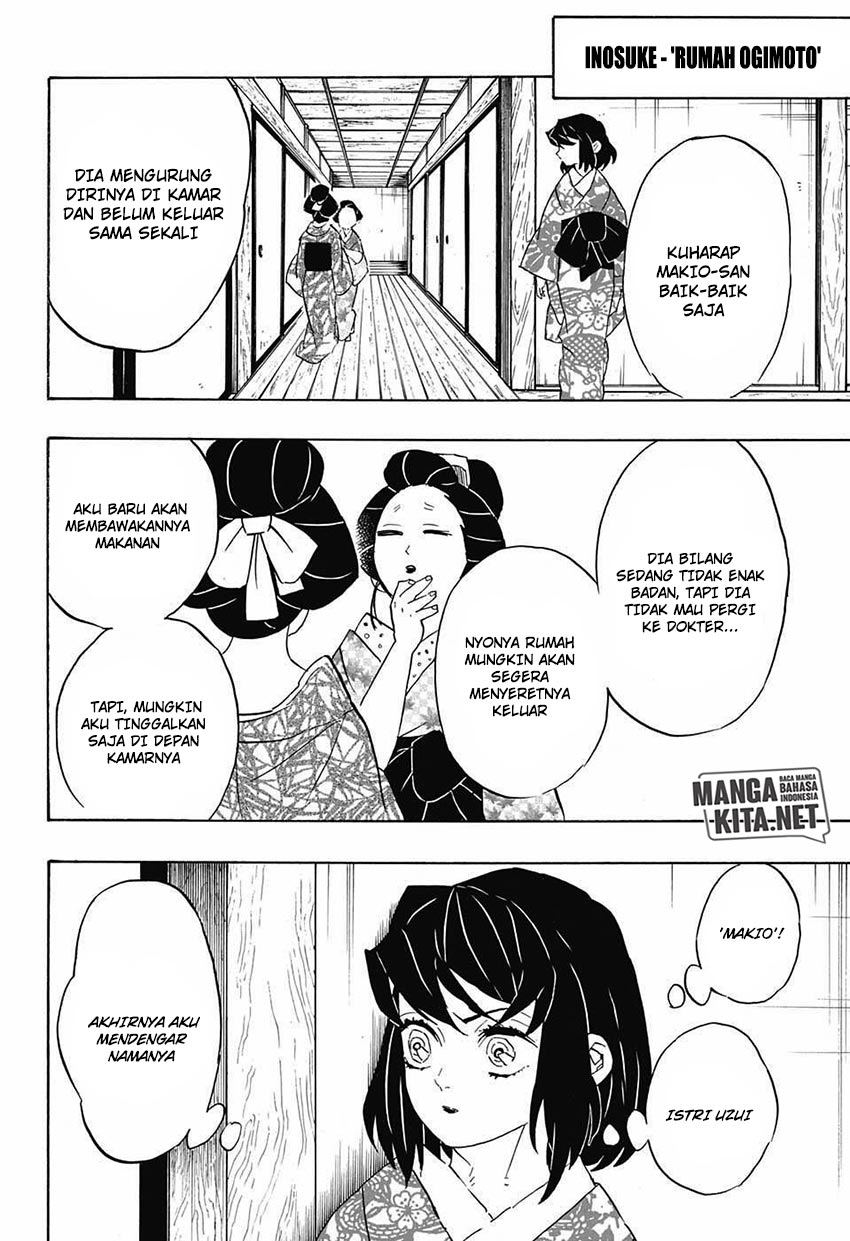 INOSUKE - 'RUMAH OGIMOTO'
KUHARAP
MAKIO-SAN
BAIK-BAIK
SAJA
DIA MENGURUNG
DIRINYA DI KAMAR
DAN BELUM KELUAR
SAMA SEKALI
DIA BILANG
SEDANG TIDAK ENAK
BADAN, TAPI DIA
TIDAK MAU PERGI
KE DOKTER...
NYONYA RUMAH
MUNGKIN AKAN
SEGERA
MENYERETNYA
KELUAR
AKU BARU AKAN
MEMBAWAKANNYA
MAKANAN
TAPI, MUNGKIN
AKU TINGGALKAN
SAJA DI DEPAN
KAMARNYA
MANGA
KITA.NET
BACA MANGA
BAHASA
INDONESIA
'MAKIO'!
ISTRI UZUI
AKHIRNYA AKU
MENDENGAR
NAMANYA